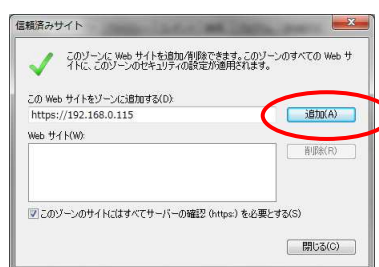 信頼済みサイト
このゾーンに Web サイトを追加/削除できます。このゾーンのすべての Web サ
イトに、このゾーンのセキュリティの設定が適用されます。
この Web サイトをゾーンに追加する(D):
https://192.168.0.115
追加(A)
Web サイト(W):
削除(R)
このゾーンのサイトにはすべてサーバーの確認 (https:) を必要とする(S)
閉じる(C)